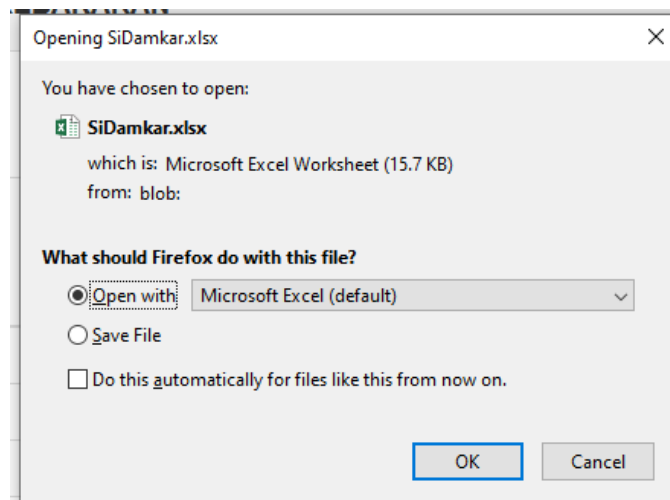 Opening SiDamkar.xlsx
You have chosen to open:
SiDamkar.xlsx
which is: Microsoft Excel Worksheet (15.7 KB)
from: blob:
What should Firefox do with this file?
Open with Microsoft Excel (default)
Save File
Do this automatically for files like this from now on.
OK Cancel